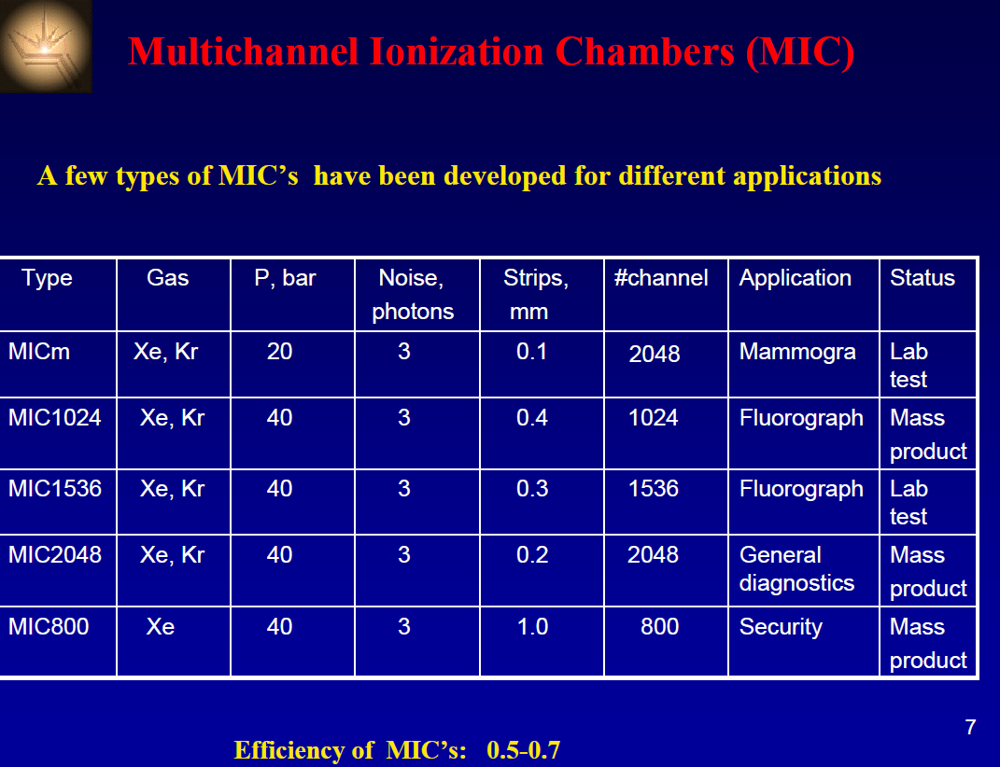 Multichannel Ionization Chambers (MIC)
A few types of MIC’s have been developed for different applications
Type Gas P, bar Noise, photons Strips, mm #channel Application Status
MICm Xe, Kr 20 3 0.1 2048 Mammogra Lab test
MIC1024 Xe, Kr 40 3 0.4 1024 Fluorograph Mass product
MIC1536 Xe, Kr 40 3 0.3 1536 Fluorograph Lab test
MIC2048 Xe, Kr 40 3 0.2 2048 General diagnostics Mass product
MIC800 Xe 40 3 1.0 800 Security Mass product
7
Efficiency of MIC’s: 0.5-0.7